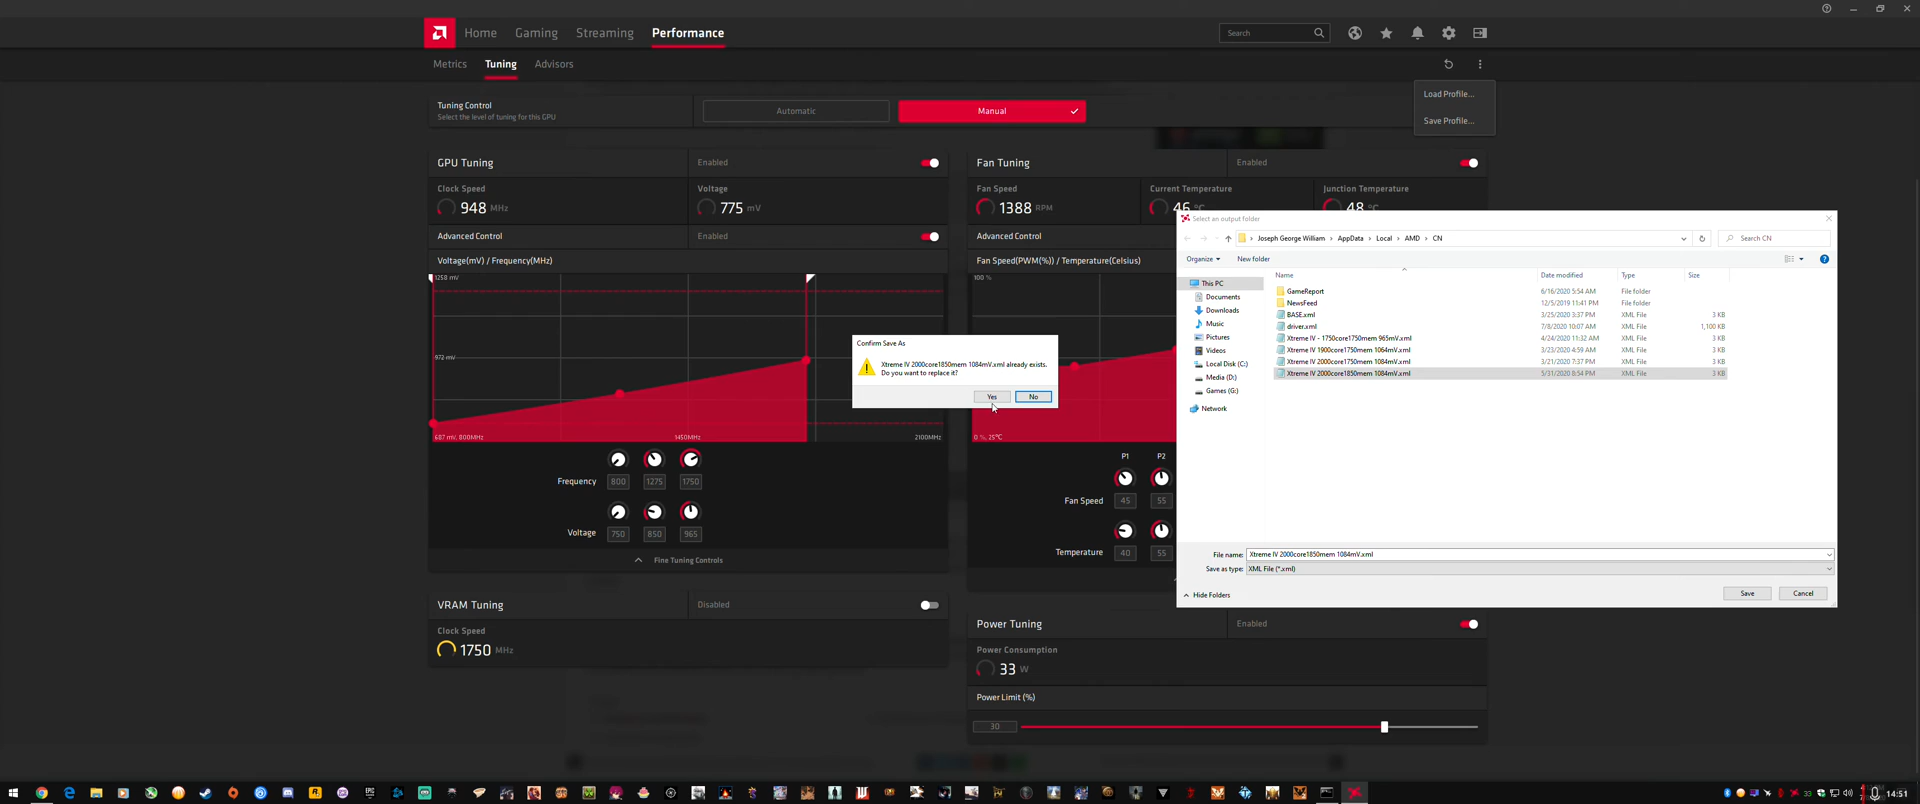 Home Gaming Streaming Performance
Search
Metrics Tuning Advisors
Load Profile...
Save Profile...
Tuning Control
Select the level of tuning for this GPU
Automatic
Manual
GPU Tuning
Enabled
Clock Speed
948 MHz
Voltage
775 mV
Advanced Control
Enabled
Voltage(mV) / Frequency(MHz)
1258 mV
972 mV
687 mV, 800MHz
1450MHz
2100MHz
Frequency
800 1275 1750
Voltage
750 850 965
Fine Tuning Controls
VRAM Tuning
Disabled
Clock Speed
1750 MHz
Fan Tuning
Enabled
Fan Speed
1388 RPM
Current Temperature
46 °C
Junction Temperature
48 °C
Advanced Control
Fan Speed(PWM(%)) / Temperature(Celsius)
100 %
0 %, 25°C
P1 P2
Fan Speed
45 55
Temperature
40 55
Power Tuning
Enabled
Power Consumption
33 W
Power Limit (%)
30
Confirm Save As
Xtreme IV 2000core1850mem 1084mV.xml already exists.
Do you want to replace it?
Yes No
Select an output folder
Joseph George William › AppData › Local › AMD › CN
Search CN
Organize
New folder
This PC
Documents
Downloads
Music
Pictures
Videos
Local Disk (C:)
Media (D:)
Games (G:)
Network
Name Date modified Type Size
GameReport 6/16/2020 5:54 AM File folder
NewsFeed 12/5/2019 11:41 PM File folder
BASE.xml 3/25/2020 3:37 PM XML File 3 KB
driver.xml 7/8/2020 10:07 AM XML File 1,100 KB
Xtreme IV - 1750core1750mem 965mV.xml 4/24/2020 11:32 AM XML File 3 KB
Xtreme IV 1900core1750mem 1064mV.xml 3/23/2020 4:59 AM XML File 3 KB
Xtreme IV 2000core1750mem 1084mV.xml 3/21/2020 7:37 PM XML File 3 KB
Xtreme IV 2000core1850mem 1084mV.xml 5/31/2020 8:54 PM XML File 3 KB
File name: Xtreme IV 2000core1850mem 1084mV.xml
Save as type: XML File (*.xml)
Hide Folders
Save Cancel
33
14:51